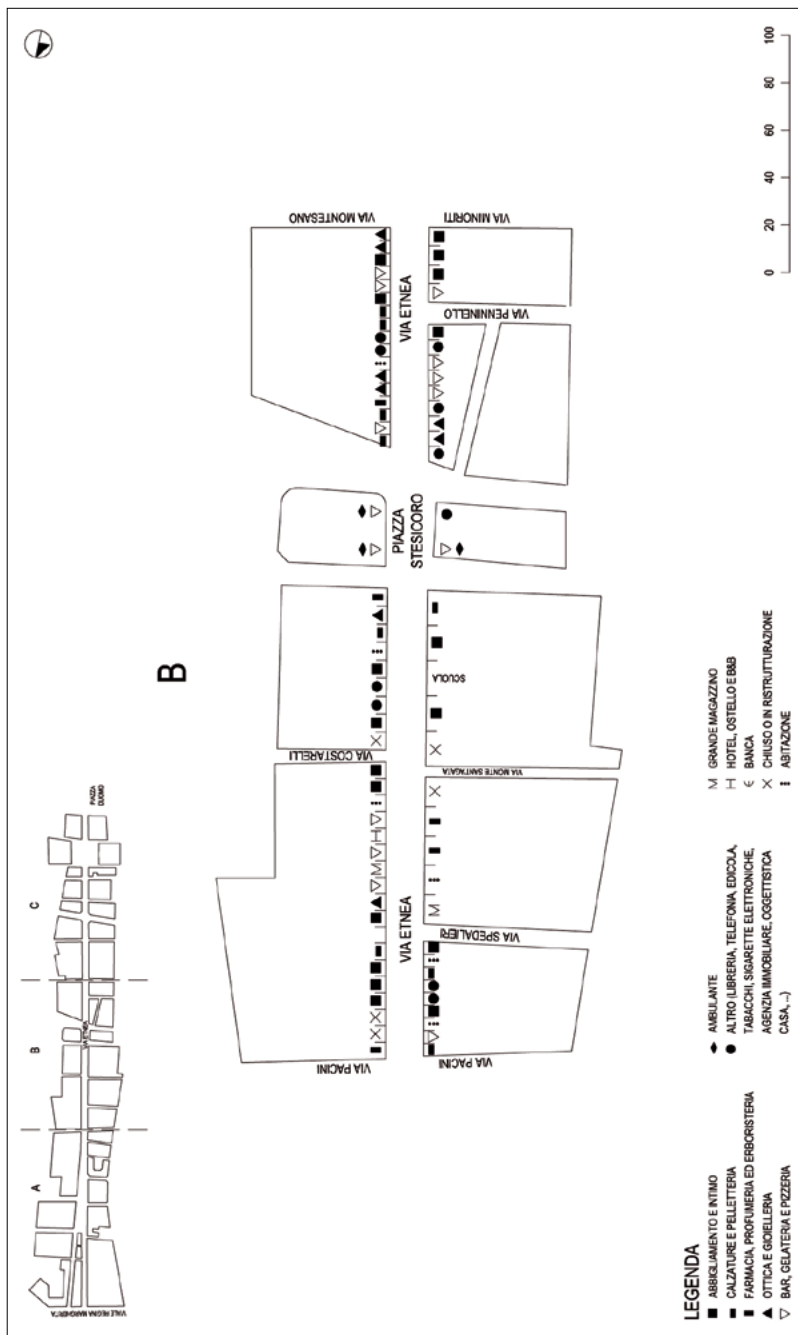 VIALE REGINA MARGHERITA
A
B
C
VIA ETNEA
PIAZZA
DUOMO
B
VIA PACINI
VIA COSTARELLI
VIA MONTESANO
VIA ETNEA
PIAZZA
STESICORO
VIA ETNEA
VIA PACINI
VIA SPEDALIERI
VIA MONTE SANT'AGATA
SCUOLA
VIA PENNINELLO
VIA MINORITI
M
H
M
LEGENDA
ABBIGLIAMENTO E INTIMO
CALZATURE E PELLETTERIA
FARMACIA, PROFUMERIA ED ERBORISTERIA
OTTICA E GIOIELLERIA
BAR, GELATERIA E PIZZERIA
AMBULANTE
ALTRO (LIBRERIA, TELEFONIA, EDICOLA,
TABACCHI, SIGARETTE ELETTRONICHE,
AGENZIA IMMOBILIARE, OGGETTISTICA
CASA, ...)
M GRANDE MAGAZZINO
H HOTEL, OSTELLO E B&B
€ BANCA
CHIUSO O IN RISTRUTTURAZIONE
ABITAZIONE
0 20 40 60 80 100